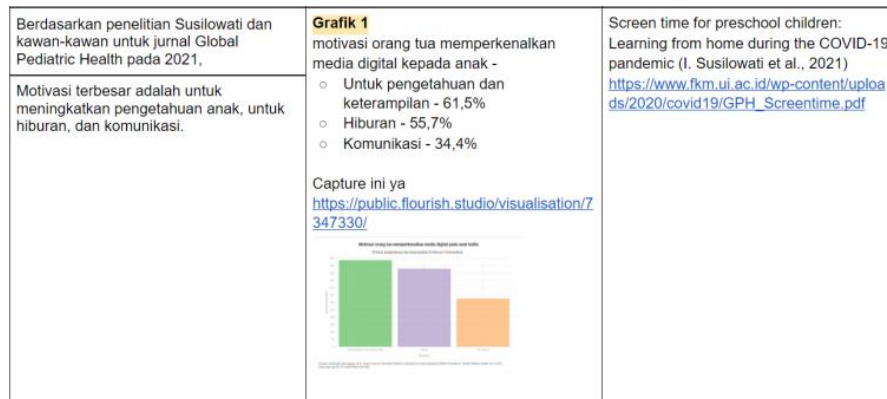 Berdasarkan penelitian Susilowati dan
kawan-kawan untuk jurnal Global
Pediatric Health pada 2021,
Motivasi terbesar adalah untuk
meningkatkan pengetahuan anak, untuk
hiburan, dan komunikasi.
Grafik 1
motivasi orang tua memperkenalkan
media digital kepada anak -
○ Untuk pengetahuan dan
keterampilan - 61,5%
○ Hiburan - 55,7%
○ Komunikasi - 34,4%
Capture ini ya
https://public.flourish.studio/visualisation/7
347330/
Motivasi orang tua memperkenalkan media digital pada anak balita
Screen time for preschool children:
Learning from home during the COVID-19
pandemic (I. Susilowati et al., 2021)
https://www.fkm.ui.ac.id/wp-content/uploa
ds/2020/covid19/GPH_Screentime.pdf